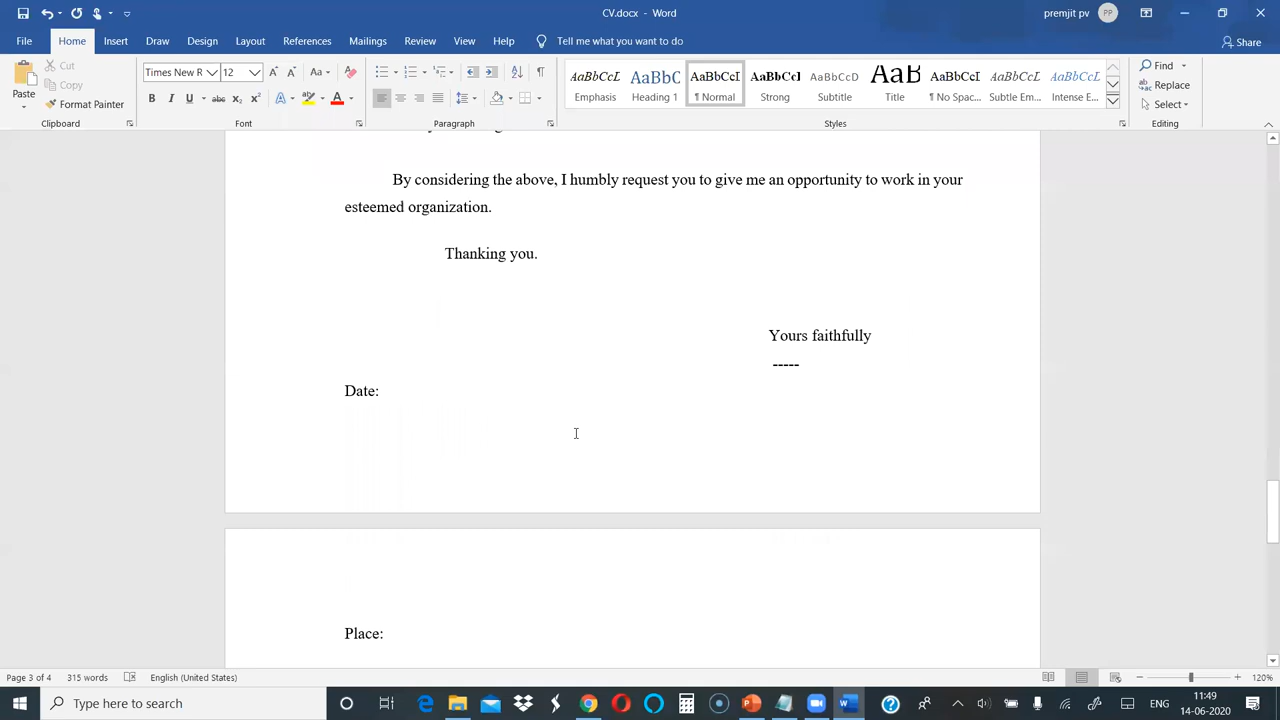 CV.docx - Word
premjit pv
File Home Insert Draw Design Layout References Mailings Review View Help Tell me what you want to do
Share
Paste
Cut
Copy
Format Painter
Clipboard
Times New R 12
Font
Paragraph
AaBbCcL AaBbC AaBbCcI AaBbCcI AaBbCcD AaB AaBbCcI AaBbCcI AaBbCcI
Emphasis Heading 1 ¶ Normal Strong Subtitle Title ¶ No Spac... Subtle Em... Intense E...
Styles
Find
Replace
Select
Editing
By considering the above, I humbly request you to give me an opportunity to work in your
esteemed organization.
Thanking you.
Yours faithfully
-----
Date:
Place:
Page 3 of 4 315 words English (United States) 120%
Type here to search
ENG
11:49
14-06-2020